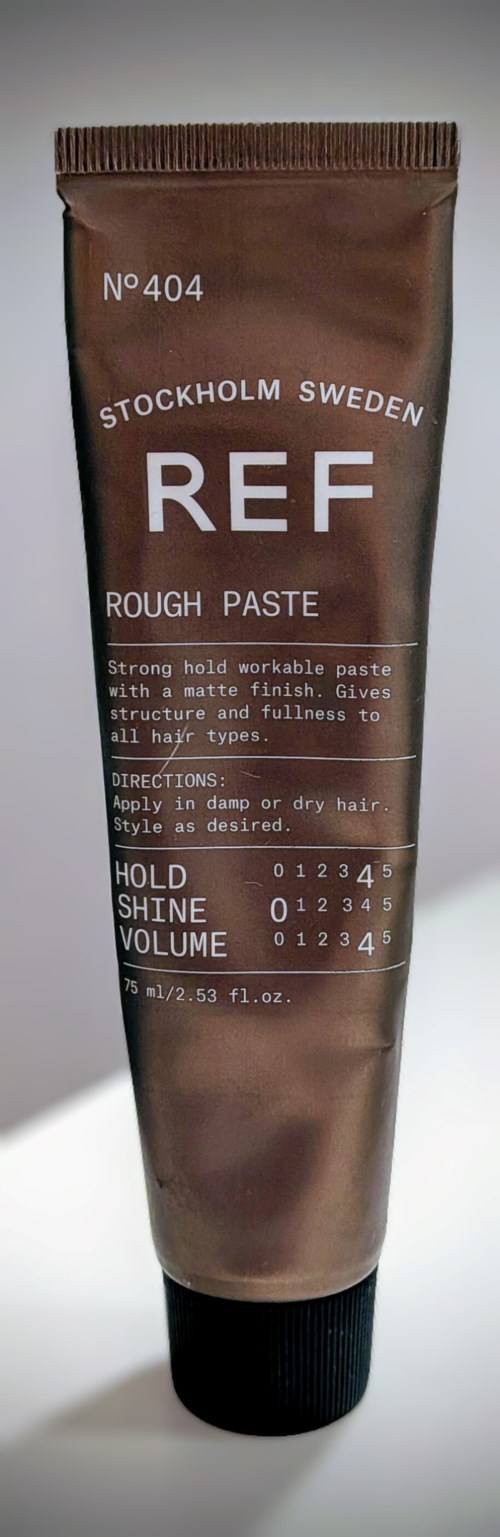 Nº404
STOCKHOLM SWEDEN
REF
ROUGH PASTE
Strong hold workable paste
with a matte finish. Gives
structure and fullness to
all hair types.
DIRECTIONS:
Apply in damp or dry hair.
Style as desired.
HOLD 0 1 2 3 4 5
SHINE 0 1 2 3 4 5
VOLUME 0 1 2 3 4 5
75 ml/2.53 fl.oz.